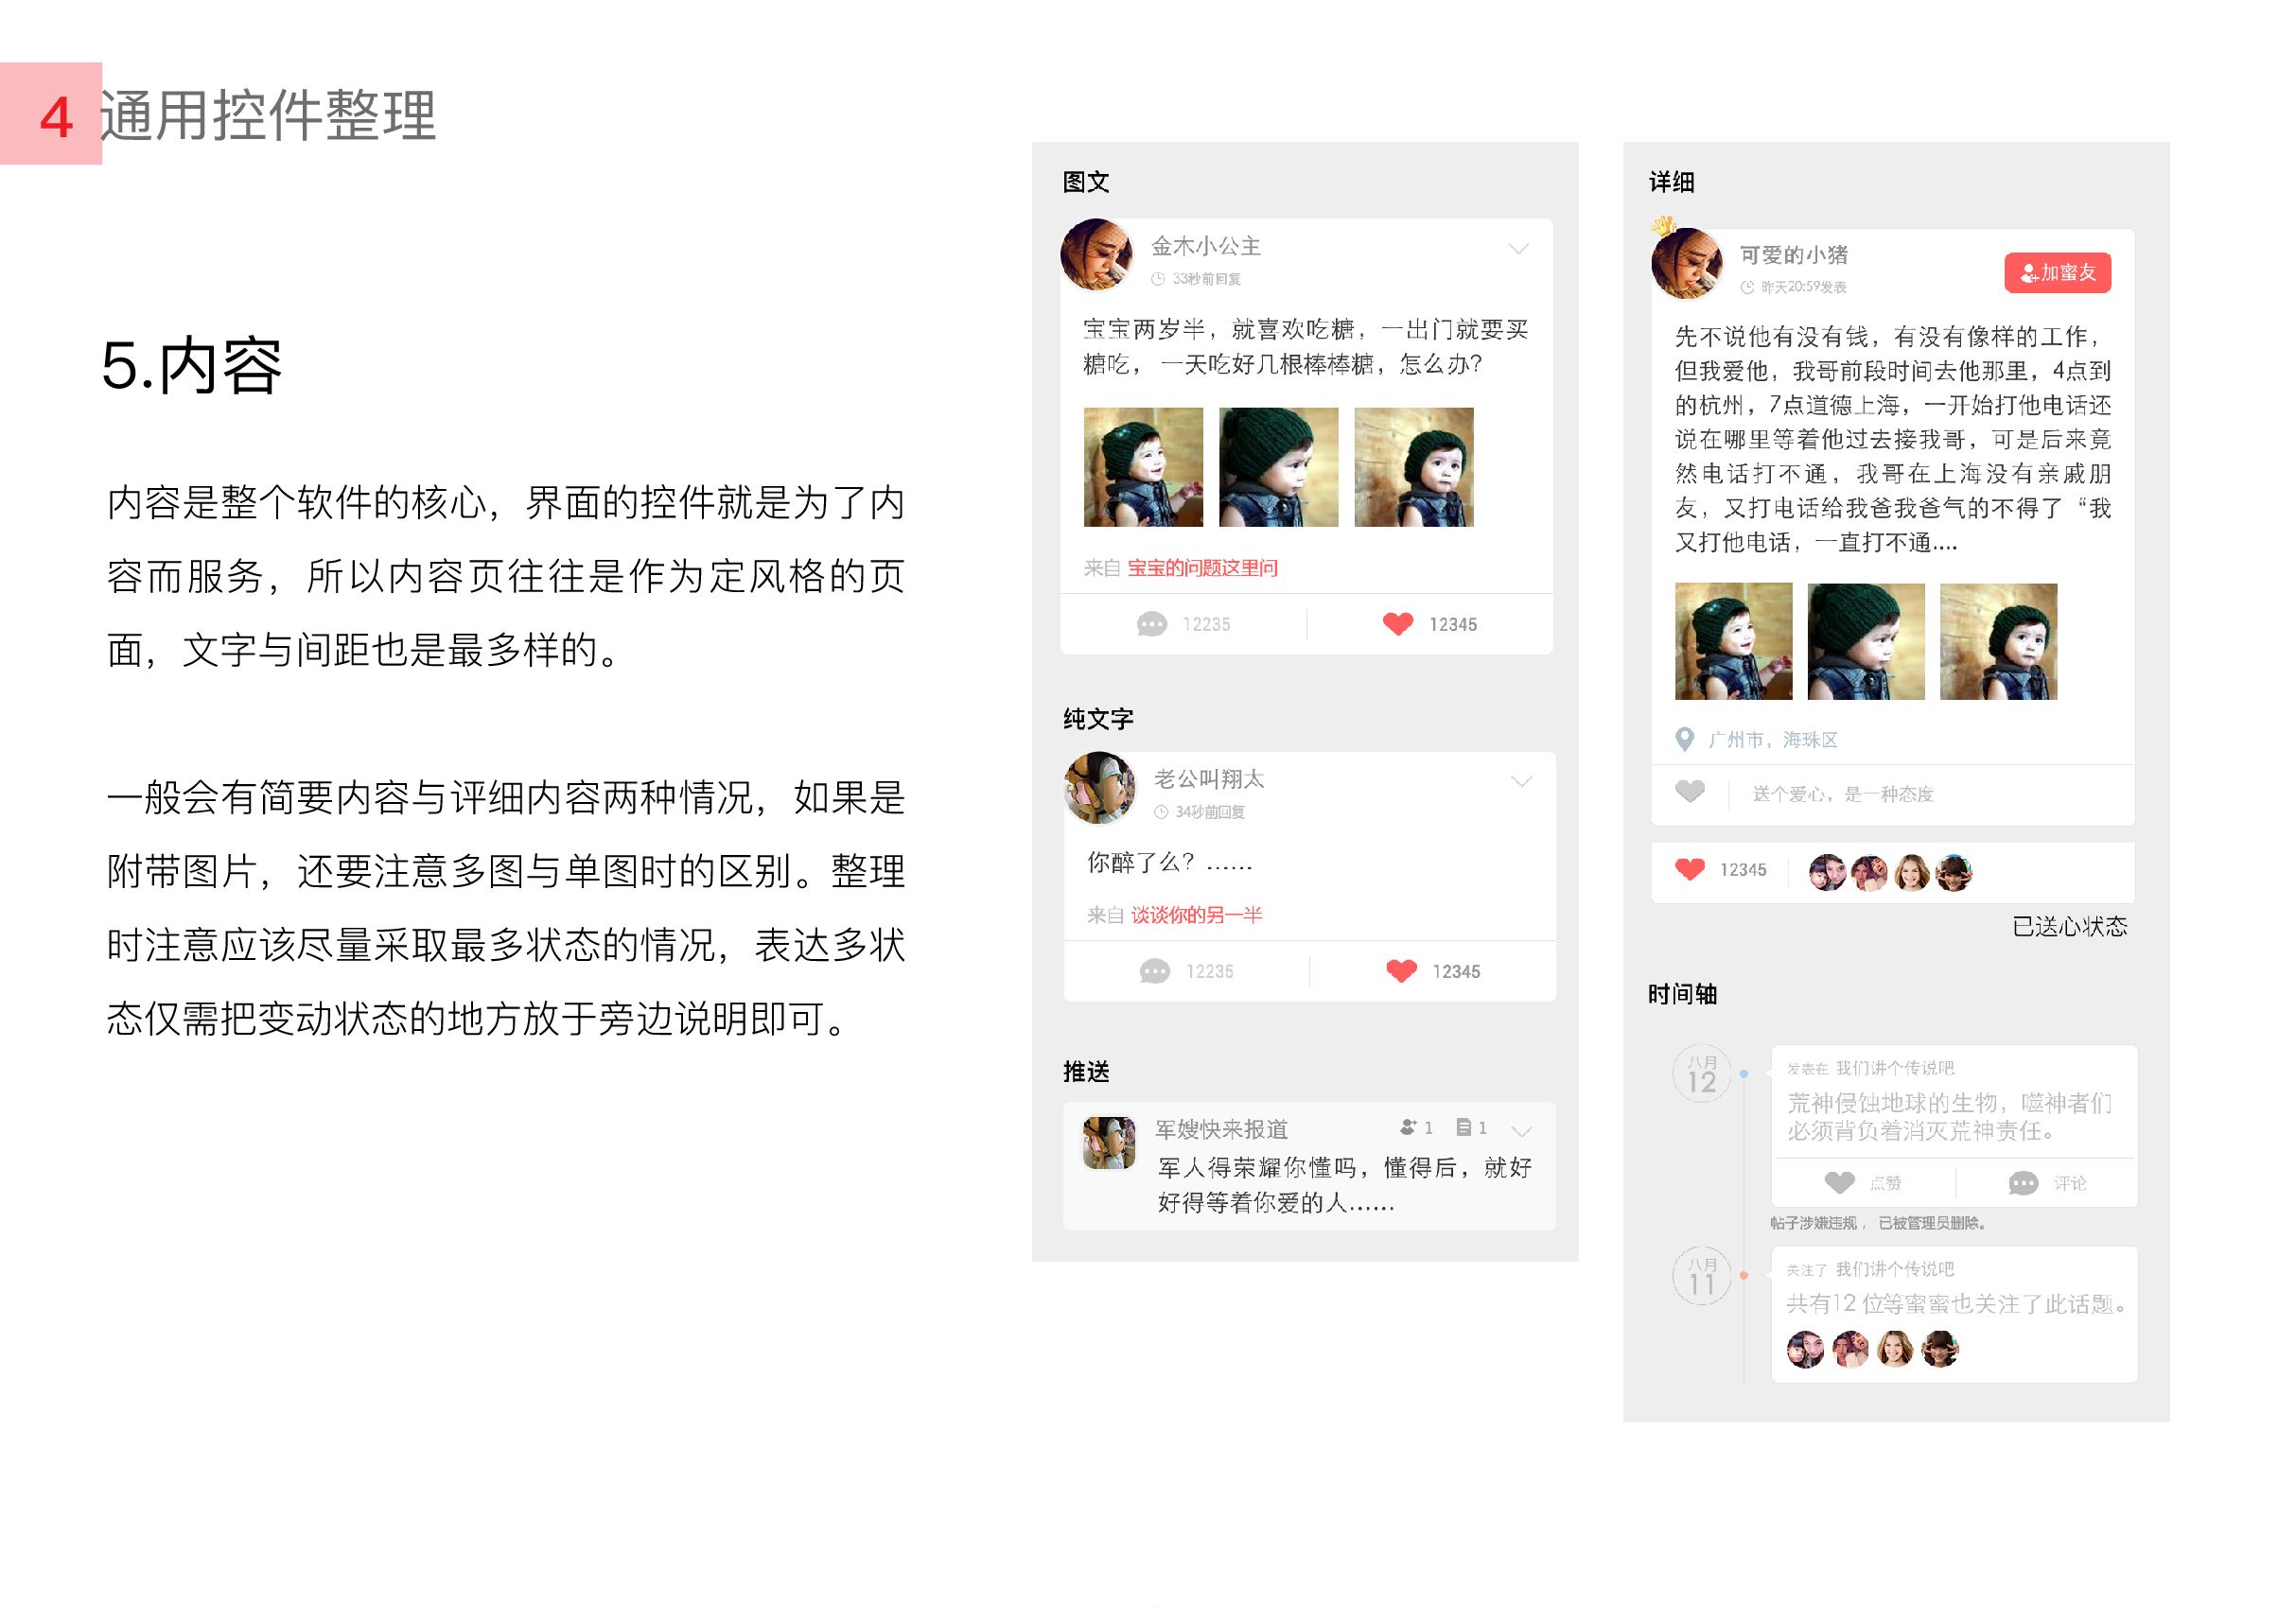 4 通用控件整理
5.内容
内容是整个软件的核心，界面的控件就是为了内
容而服务，所以内容页往往是作为定风格的页
面，文字与间距也是最多样的。
一般会有简要内容与评细内容两种情况，如果是
附带图片，还要注意多图与单图时的区别。整理
时注意应该尽量采取最多状态的情况，表达多状
态仅需把变动状态的地方放于旁边说明即可。
图文
金木小公主
33秒前回复
宝宝两岁半，就喜欢吃糖，一出门就要买
糖吃，一天吃好几根棒棒糖，怎么办？
来自 宝宝的问题这里问
12235 12345
纯文字
老公叫翔太
34秒前回复
你醉了么？……
来自 谈谈你的另一半
12235 12345
推送
军嫂快来报道 1 1
军人得荣耀你懂吗，懂得后，就好
好得等着你爱的人……
详细
可爱的小猪
昨天20:59发表
加蜜友
先不说他有没有钱，有没有像样的工作，
但我爱他，我哥前段时间去他那里，4点到
的杭州，7点道德上海，一开始打他电话还
说在哪里等着他过去接我哥，可是后来竟
然电话打不通，我哥在上海没有亲戚朋
友，又打电话给我爸我爸气的不得了“我
又打他电话，一直打不通....
广州市，海珠区
送个爱心，是一种态度
12345
已送心状态
时间轴
八月
12
发表在 我们讲个传说吧
荒神侵蚀地球的生物，噬神者们
必须背负着消灭荒神责任。
点赞 评论
帖子涉嫌违规，已被管理员删除。
八月
11
关注了 我们讲个传说吧
共有12 位等蜜蜜也关注了此话题。